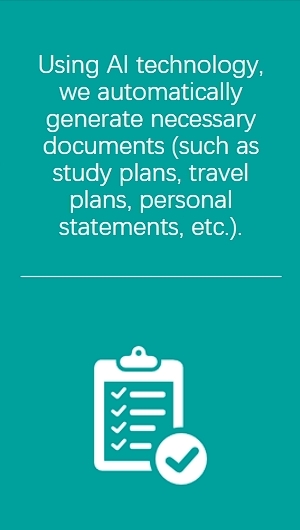 Using AI technology,
we automatically
generate necessary
documents (such as
study plans, travel
plans, personal
statements, etc.).